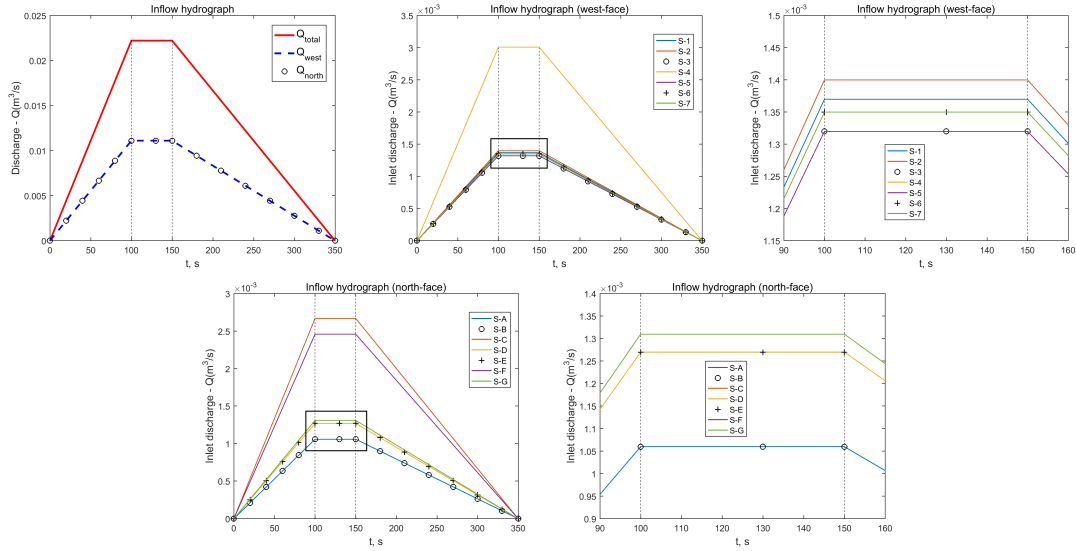 Inflow hydrograph
Discharge - Q(m³/s)
0.025
0.02
0.015
0.01
0.005
0
0 50 100 150 200 250 300 350
t, s
Q_total
Q_west
Q_north
Inflow hydrograph (west-face)
×10⁻³
Inlet discharge - Q(m³/s)
3.5
3
2.5
2
1.5
1
0.5
0
0 50 100 150 200 250 300 350
t, s
S-1
S-2
S-3
S-4
S-5
S-6
S-7
Inflow hydrograph (west-face)
×10⁻³
Inlet discharge - Q(m³/s)
1.5
1.45
1.4
1.35
1.3
1.25
1.2
1.15
90 100 110 120 130 140 150 160
t, s
S-1
S-2
S-3
S-4
S-5
S-6
S-7
Inflow hydrograph (north-face)
×10⁻³
Inlet discharge - Q(m³/s)
3
2.5
2
1.5
1
0.5
0
0 50 100 150 200 250 300 350
t, s
S-A
S-B
S-C
S-D
S-E
S-F
S-G
Inflow hydrograph (north-face)
×10⁻³
Inlet discharge - Q(m³/s)
1.4
1.35
1.3
1.25
1.2
1.15
1.1
1.05
1
0.95
0.9
90 100 110 120 130 140 150 160
t, s
S-A
S-B
S-C
S-D
S-E
S-F
S-G